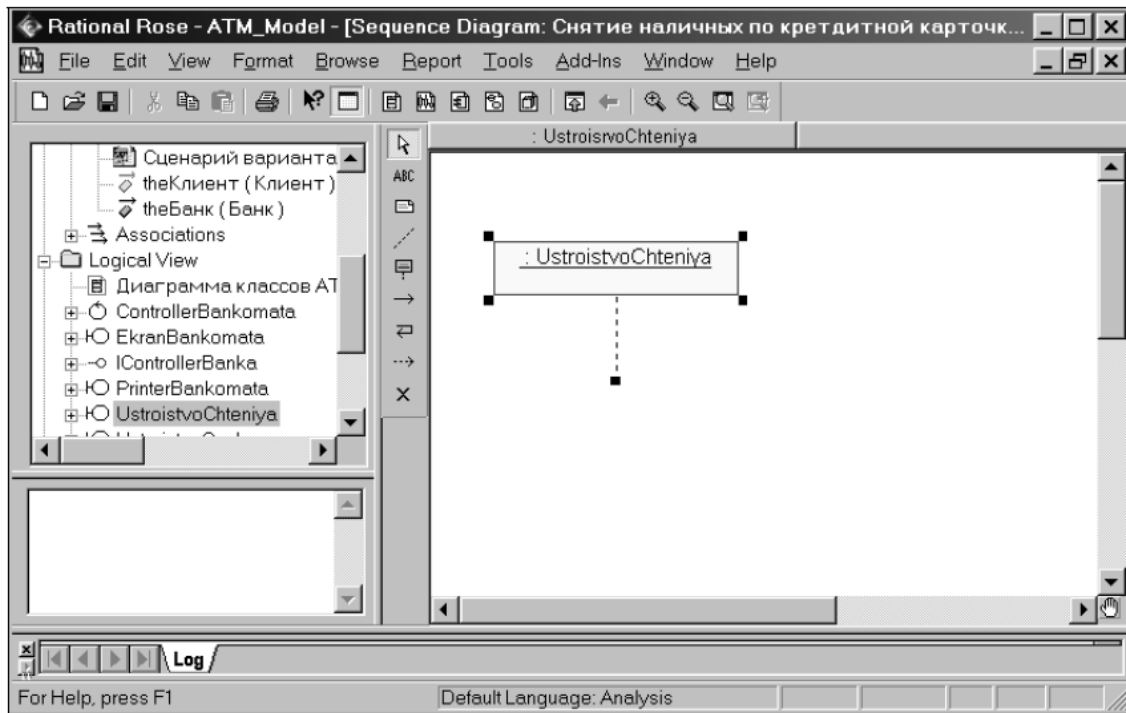 Rational Rose - ATM_Model - [Sequence Diagram: Снятие наличных по кретдитной карточк...
File Edit View Format Browse Report Tools Add-Ins Window Help
: UstroisrvoChteniya
ABC
Сценарий варианта
theКлиент ( Клиент )
theБанк ( Банк )
Associations
Logical View
Диаграмма классов АТ
ControllerBankomata
EkranBankomata
IControllerBanka
PrinterBankomata
UstroistvoChteniya
: UstroistvoChteniya
Log
For Help, press F1
Default Language: Analysis